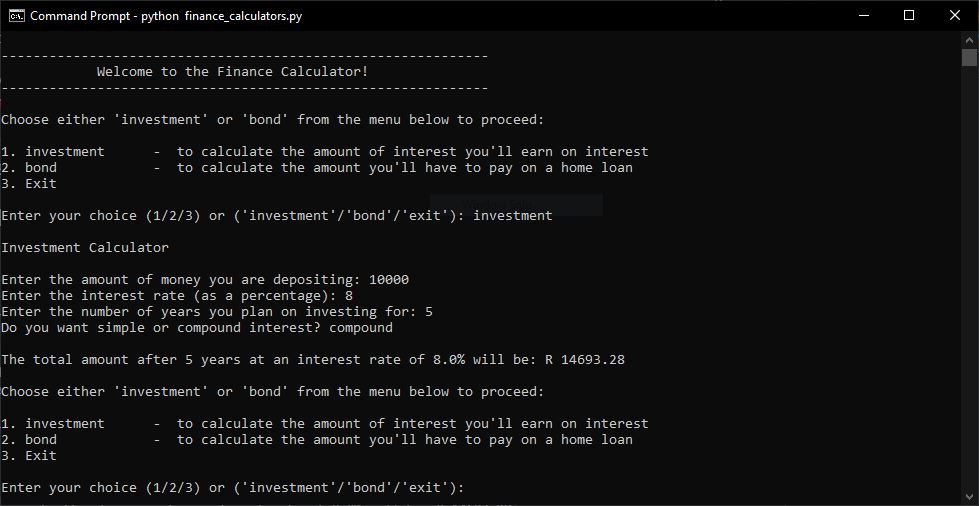 Command Prompt - python  finance_calculators.py
-------------------------------------------------------------
            Welcome to the Finance Calculator!
-------------------------------------------------------------
Choose either 'investment' or 'bond' from the menu below to proceed:
1. investment      -  to calculate the amount of interest you'll earn on interest
2. bond            -  to calculate the amount you'll have to pay on a home loan
3. Exit
Enter your choice (1/2/3) or ('investment'/'bond'/'exit'): investment
Investment Calculator
Enter the amount of money you are depositing: 10000
Enter the interest rate (as a percentage): 8
Enter the number of years you plan on investing for: 5
Do you want simple or compound interest? compound
The total amount after 5 years at an interest rate of 8.0% will be: R 14693.28
Choose either 'investment' or 'bond' from the menu below to proceed:
1. investment      -  to calculate the amount of interest you'll earn on interest
2. bond            -  to calculate the amount you'll have to pay on a home loan
3. Exit
Enter your choice (1/2/3) or ('investment'/'bond'/'exit'):